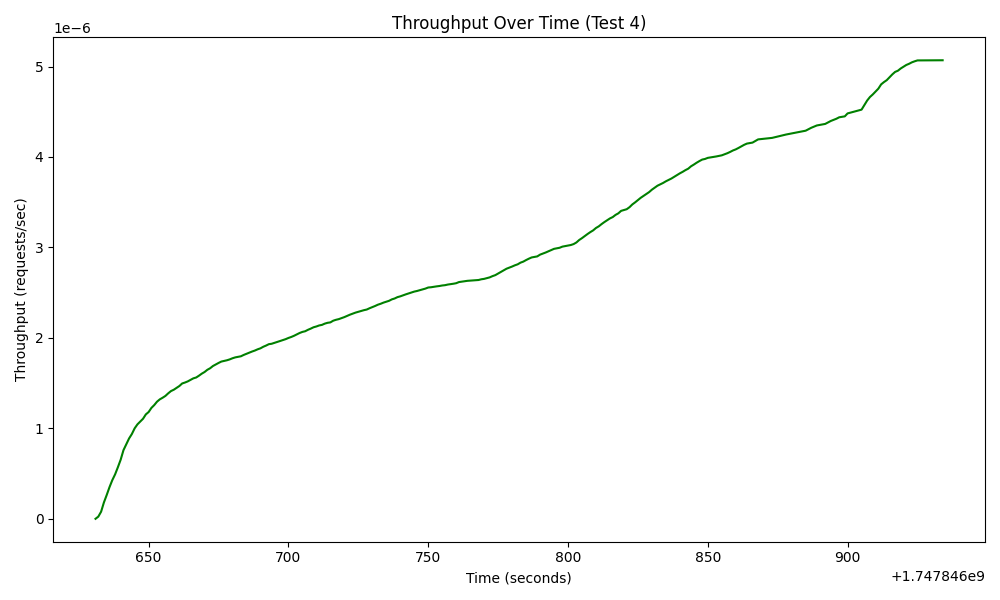 Throughput Over Time (Test 4)
1e−6
Throughput (requests/sec)
5
4
3
2
1
0
650 700 750 800 850 900
Time (seconds)
+1.747846e9